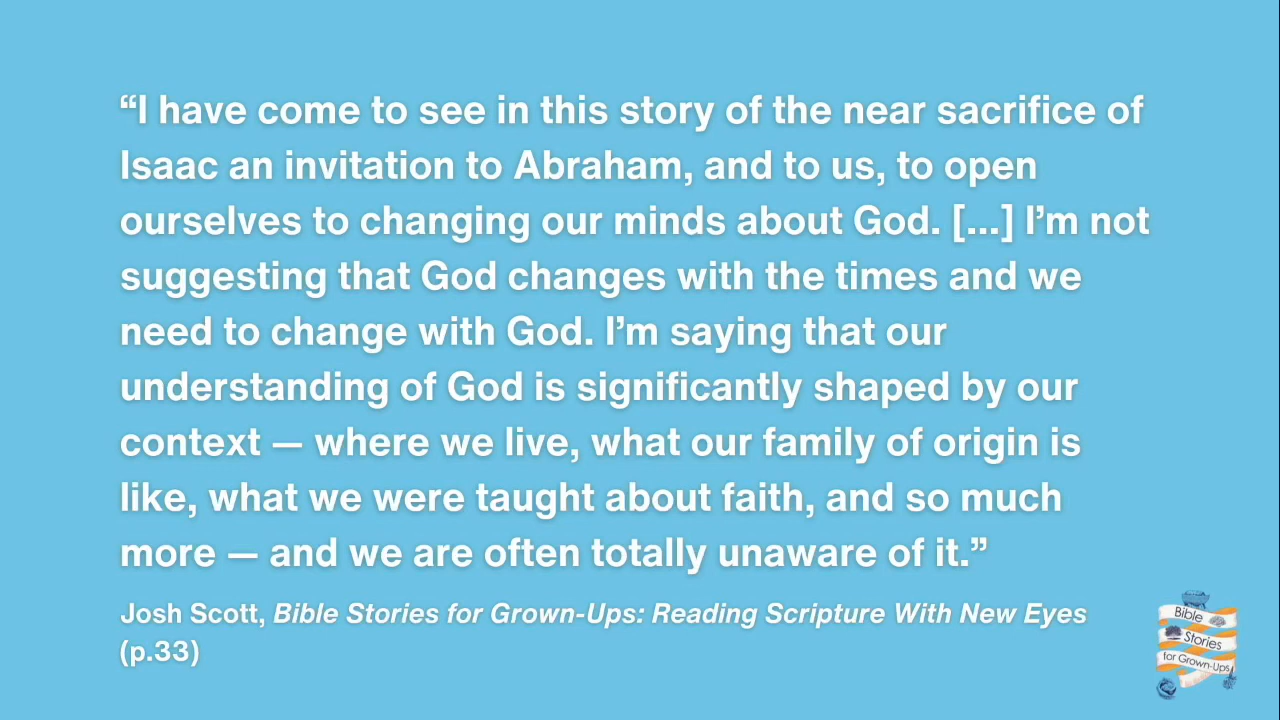 “I have come to see in this story of the near sacrifice of
Isaac an invitation to Abraham, and to us, to open
ourselves to changing our minds about God. [...] I’m not
suggesting that God changes with the times and we
need to change with God. I’m saying that our
understanding of God is significantly shaped by our
context — where we live, what our family of origin is
like, what we were taught about faith, and so much
more — and we are often totally unaware of it.”
Josh Scott, Bible Stories for Grown-Ups: Reading Scripture With New Eyes
(p.33)
Bible
Stories
for Grown-Ups